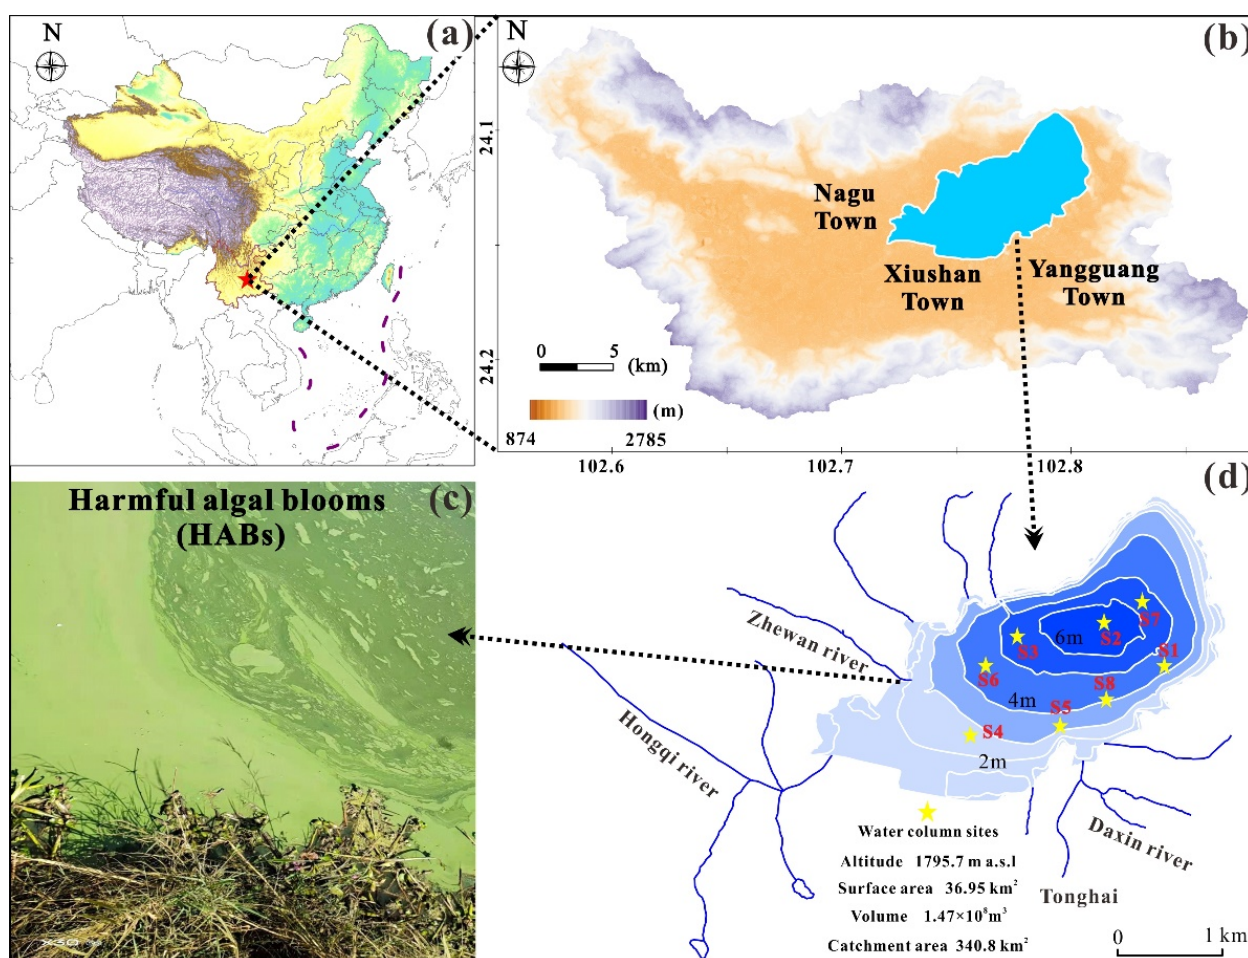 (a)
N
(b)
N
24.1
24.2
Nagu
Town
Xiushan
Town
Yangguang
Town
0 5
(km)
(m)
874 2785
102.6 102.7 102.8
(c)
Harmful algal blooms
(HABs)
(d)
Zhewan river
Hongqi river
Daxin river
Tonghai
S7
S2
S1
S3
S6
S8
S5
S4
6m
4m
2m
Water column sites
Altitude 1795.7 m a.s.l
Surface area 36.95 km²
Volume 1.47×10⁸m³
Catchment area 340.8 km²
0 1 km